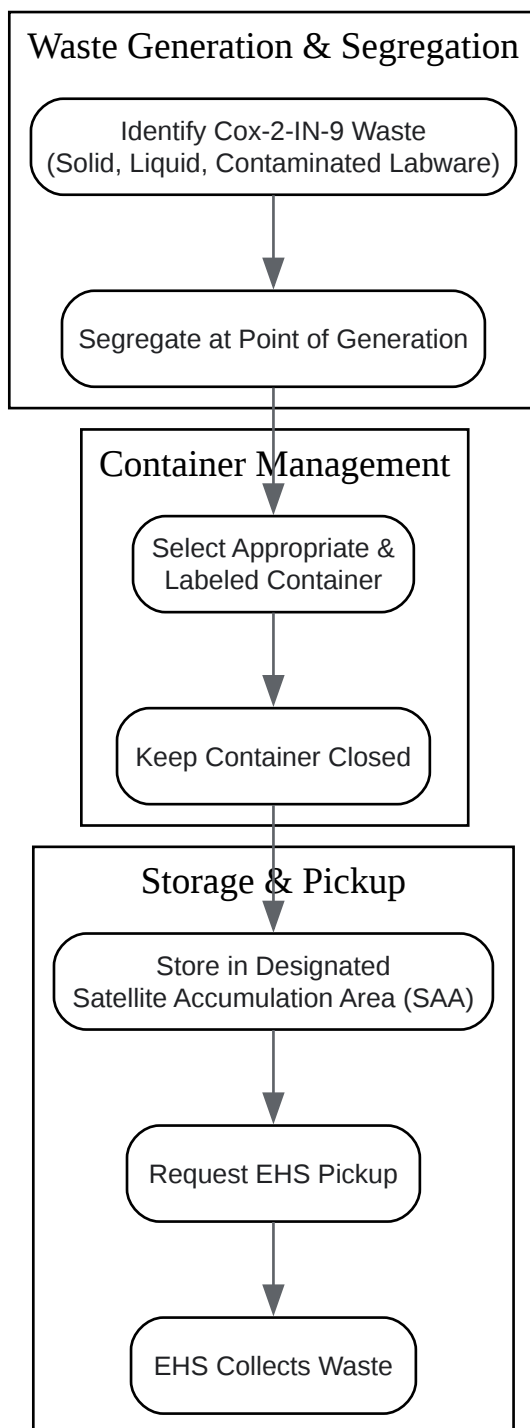 Waste Generation & Segregation
Identify Cox-2-IN-9 Waste
(Solid, Liquid, Contaminated Labware)
Segregate at Point of Generation
Container Management
Select Appropriate &
Labeled Container
Keep Container Closed
Storage & Pickup
Store in Designated
Satellite Accumulation Area (SAA)
Request EHS Pickup
EHS Collects Waste